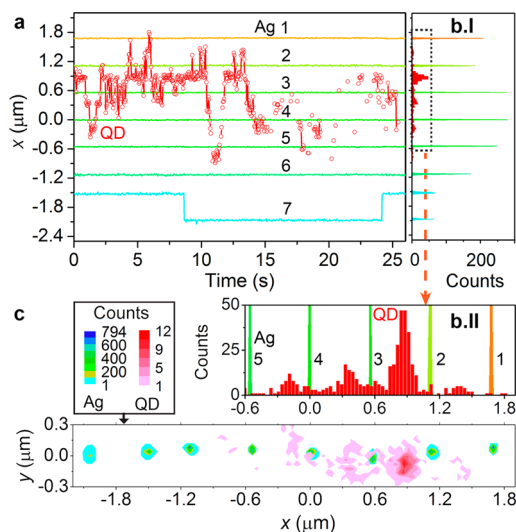 a
b.I
1.8
1.2
0.6
0.0
-0.6
-1.2
-1.8
-2.4
x (μm)
Ag 1
2
3
4
5
6
7
QD
0 5 10 15 20 25
Time (s)
0 200
Counts
c
Counts
794
600
400
200
1
Ag
12
9
5
1
QD
50
25
0
Counts
QD
b.II
Ag
5 4 3 2 1
-0.6 0.0 0.6 1.2 1.8
0.3
0.0
-0.3
y (μm)
-1.8 -1.2 -0.6 0.0 0.6 1.2 1.8
x (μm)